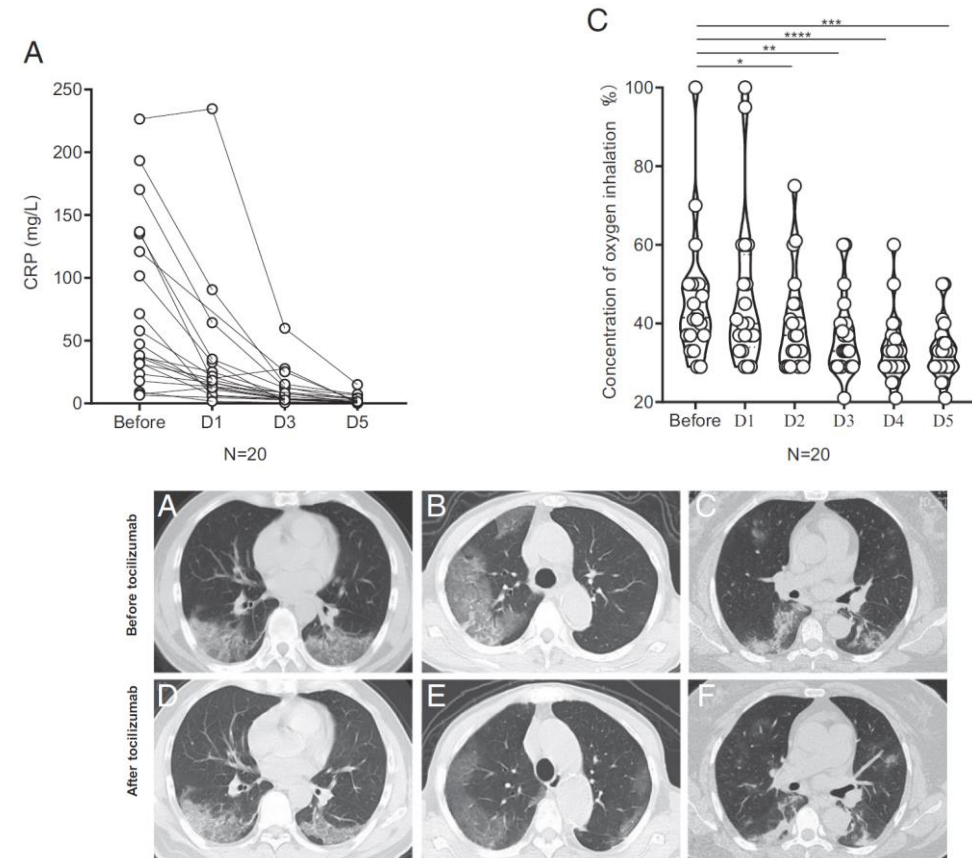 A
CRP (mg/L)
250
200
150
100
50
0
Before D1 D3 D5
N=20
C
***
****
**
*
Concentration of oxygen inhalation (%)
100
80
60
40
20
Before D1 D2 D3 D4 D5
N=20
Before tocilizumab
A B C
After tocilizumab
D E F